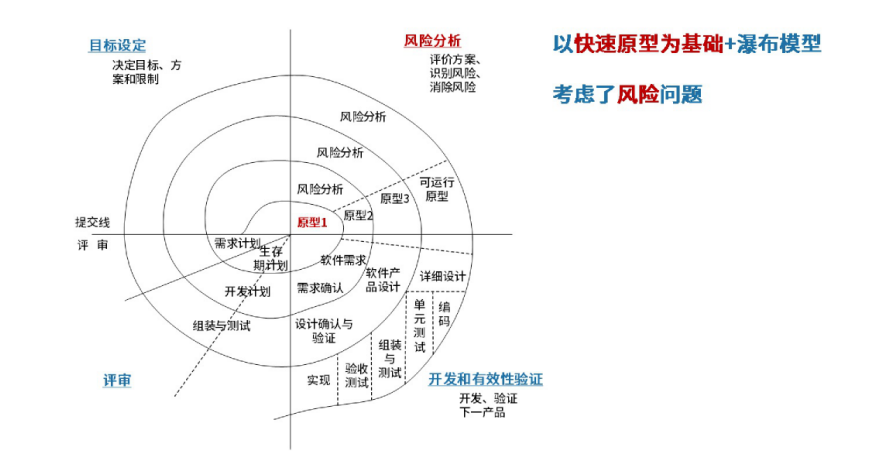 目标设定
决定目标、方
案和限制
风险分析
评价方案、
识别风险、
消除风险
以快速原型为基础+瀑布模型
考虑了风险问题
风险分析
风险分析
风险分析
可运行
原型
原型3
原型2
原型1
提交线
评 审
需求计划
生存
期计划
开发计划
组装与测试
软件需求
需求确认
软件产
品设计
设计确认与
验证
详细设计
单
元
测
试
编
码
组装
与
测试
验收
测试
实现
评审
开发和有效性验证
开发、验证
下一产品